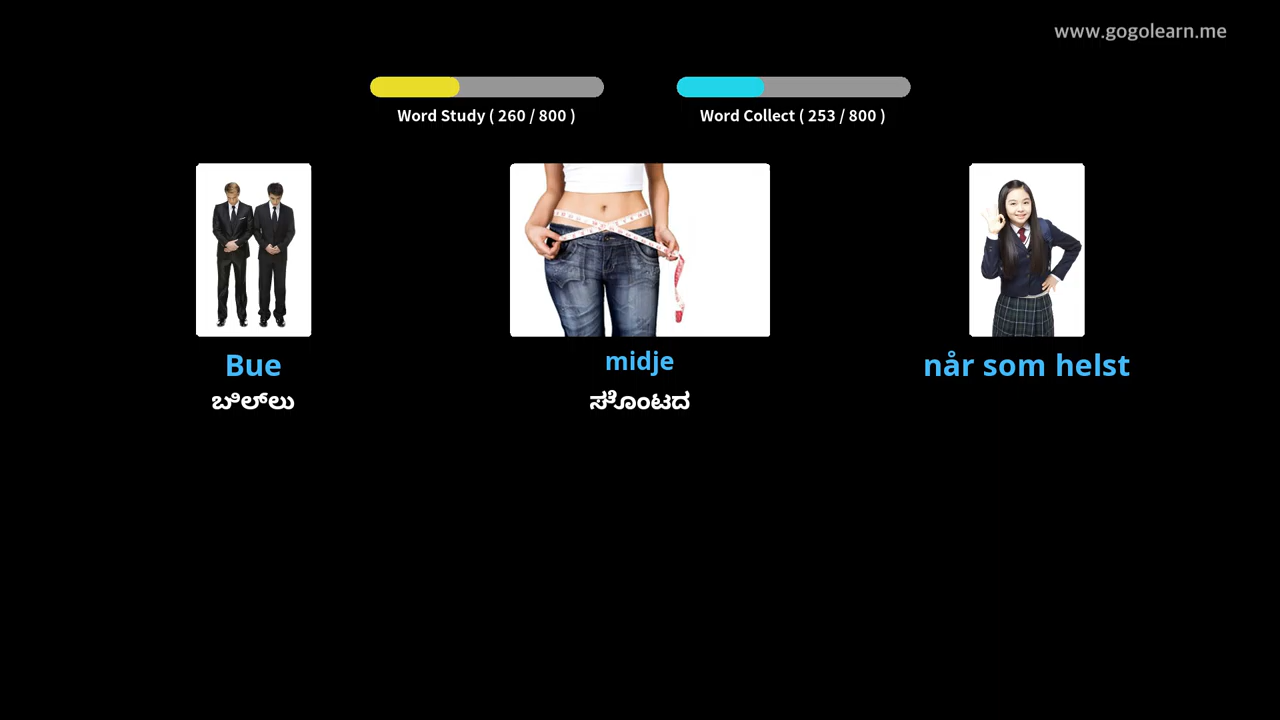 www.gogolearn.me
Word Study ( 260 / 800 )
Word Collect ( 253 / 800 )
Bue
midje
når som helst
ಬಿಲ್ಲು
ಸೊಂಟದ